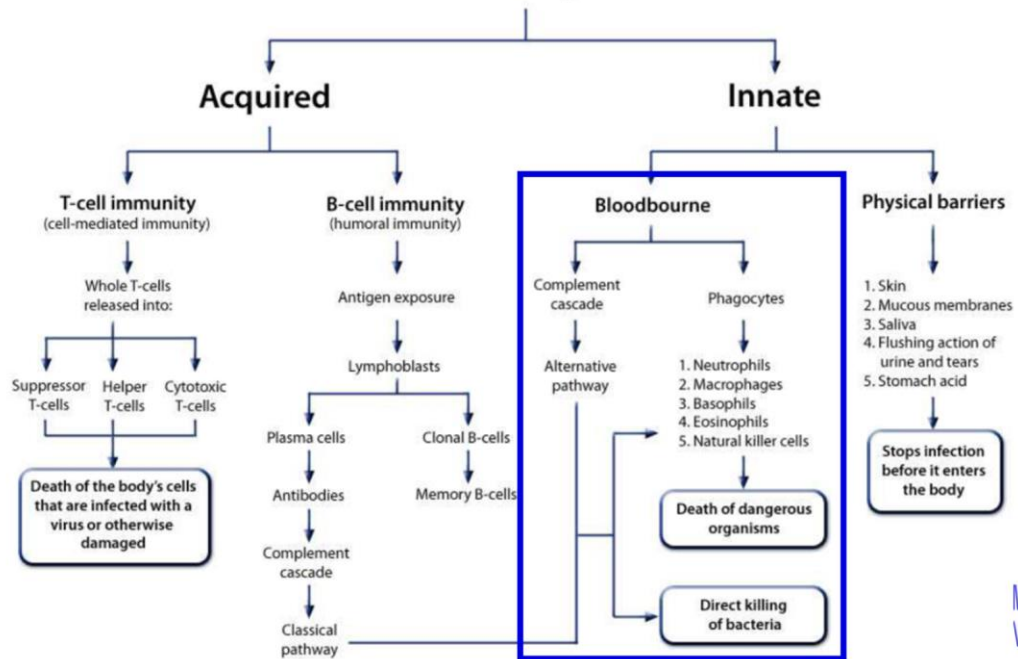 Acquired
Innate
T-cell immunity
(cell-mediated immunity)
B-cell immunity
(humoral immunity)
Bloodbourne
Physical barriers
Whole T-cells
released into:
Antigen exposure
Complement
cascade
Phagocytes
1. Skin
2. Mucous membranes
3. Saliva
4. Flushing action of
urine and tears
5. Stomach acid
Suppressor
T-cells
Helper
T-cells
Cytotoxic
T-cells
Lymphoblasts
Alternative
pathway
1. Neutrophils
2. Macrophages
3. Basophils
4. Eosinophils
5. Natural killer cells
Plasma cells
Clonal B-cells
Stops infection
before it enters
the body
Death of the body's cells
that are infected with a
virus or otherwise
damaged
Antibodies
Memory B-cells
Death of dangerous
organisms
Complement
cascade
Direct killing
of bacteria
Classical
pathway